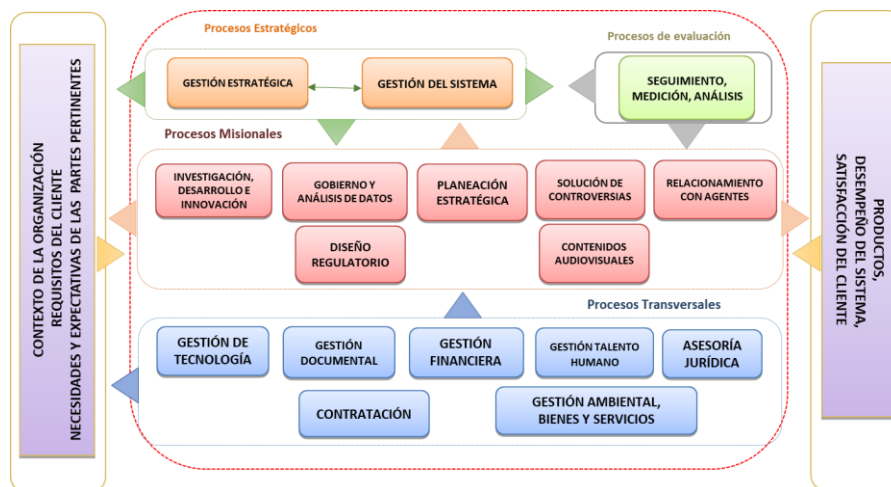 CONTEXTO DE LA ORGANIZACIÓN
REQUISITOS DEL CLIENTE
NECESIDADES Y EXPECTATIVAS DE LAS PARTES PERTINENTES
Procesos Estratégicos
GESTIÓN ESTRATÉGICA
GESTIÓN DEL SISTEMA
Procesos de evaluación
SEGUIMIENTO,
MEDICIÓN, ANÁLISIS
Procesos Misionales
INVESTIGACIÓN,
DESARROLLO E
INNOVACIÓN
GOBIERNO Y
ANÁLISIS DE DATOS
PLANEACIÓN
ESTRATÉGICA
SOLUCIÓN DE
CONTROVERSIAS
RELACIONAMIENTO
CON AGENTES
DISEÑO
REGULATORIO
CONTENIDOS
AUDIOVISUALES
Procesos Transversales
GESTIÓN DE
TECNOLOGÍA
GESTIÓN
DOCUMENTAL
GESTIÓN
FINANCIERA
GESTIÓN TALENTO
HUMANO
ASESORÍA
JURÍDICA
CONTRATACIÓN
GESTIÓN AMBIENTAL,
BIENES Y SERVICIOS
PRODUCTOS,
DESEMPEÑO DEL SISTEMA,
SATISFACCIÓN DEL CLIENTE